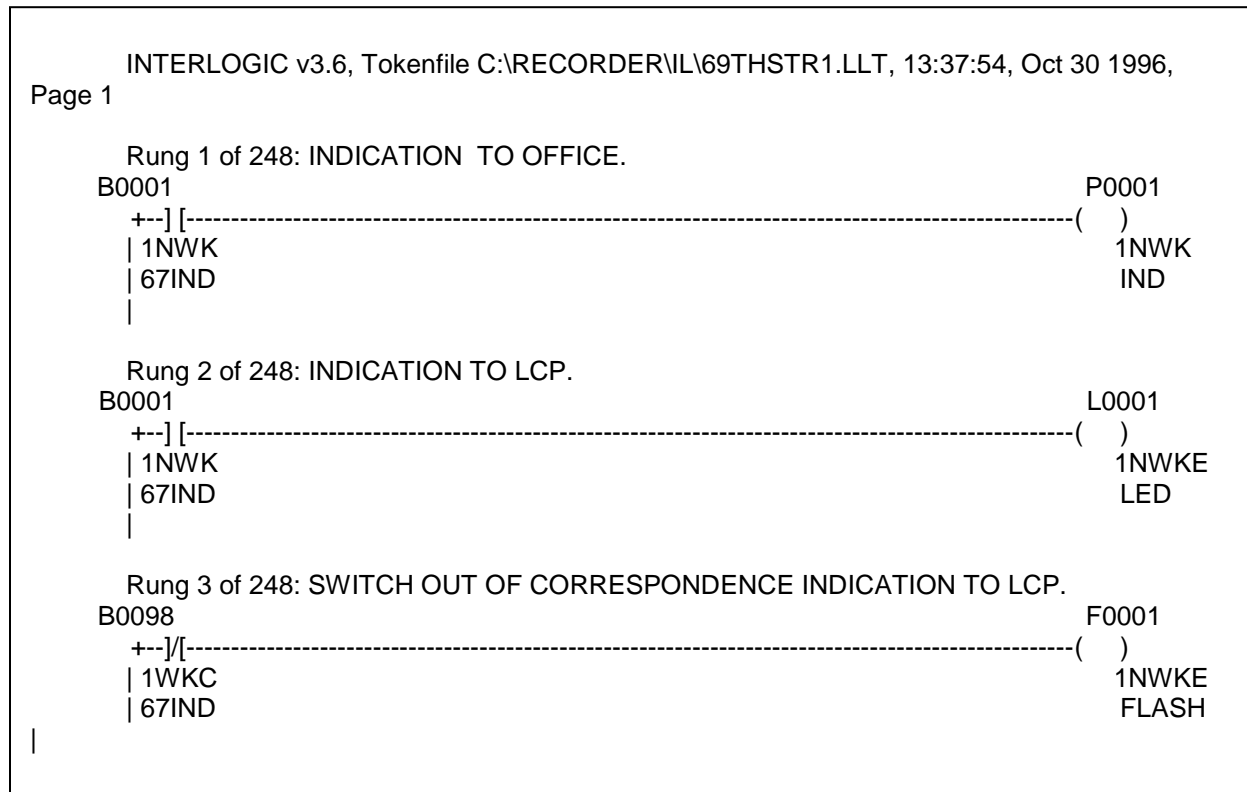 INTERLOGIC v3.6, Tokenfile C:\RECORDER\IL\69THSTR1.LLT, 13:37:54, Oct 30 1996,
Page 1
Rung 1 of 248: INDICATION  TO OFFICE.
B0001 P0001
+--] [----------------------------------------------------------------------------------------------------( )
| 1NWK 1NWK
| 67IND IND
|
Rung 2 of 248: INDICATION TO LCP.
B0001 L0001
+--] [----------------------------------------------------------------------------------------------------( )
| 1NWK 1NWKE
| 67IND LED
|
Rung 3 of 248: SWITCH OUT OF CORRESPONDENCE INDICATION TO LCP.
B0098 F0001
+--]/[----------------------------------------------------------------------------------------------------( )
| 1WKC 1NWKE
| 67IND FLASH
|